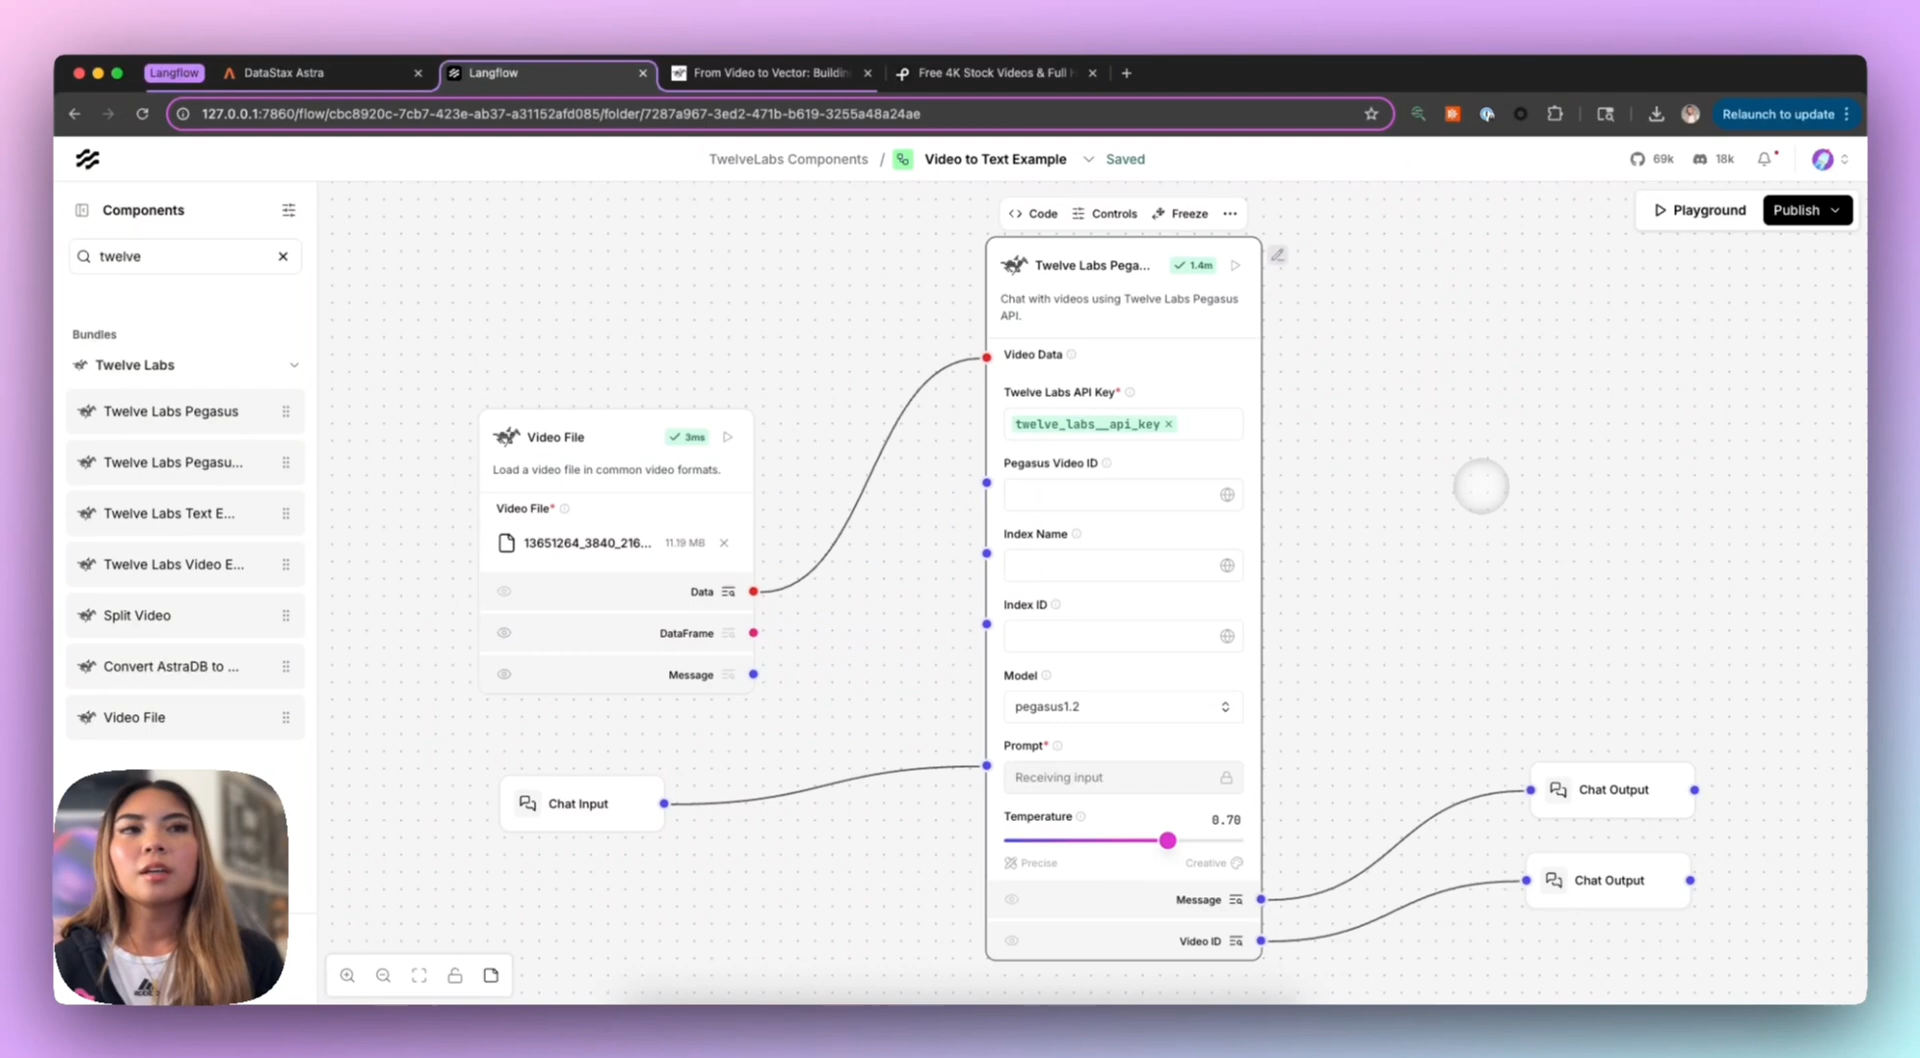 Langflow
DataStax Astra
Langflow
From Video to Vector: Buildin
Free 4K Stock Videos & Full H
127.0.0.1:7860/flow/cbc8920c-7cb7-423e-ab37-a31152afd085/folder/7287a967-3ed2-471b-b619-3255a48a24ae
Relaunch to update
TwelveLabs Components / Video to Text Example Saved
69k
18k
Components
twelve
Bundles
Twelve Labs
Twelve Labs Pegasus
Twelve Labs Pegasu...
Twelve Labs Text E...
Twelve Labs Video E...
Split Video
Convert AstraDB to ...
Video File
Playground
Publish
Code
Controls
Freeze
Video File
3ms
Load a video file in common video formats.
Video File*
13651264_3840_216... 11.19 MB
Data
DataFrame
Message
Chat Input
Twelve Labs Pega...
1.4m
Chat with videos using Twelve Labs Pegasus
API.
Video Data
Twelve Labs API Key*
twelve_labs__api_key
Pegasus Video ID
Index Name
Index ID
Model
pegasus1.2
Prompt*
Receiving input
Temperature
0.70
Precise
Creative
Message
Video ID
Chat Output
Chat Output